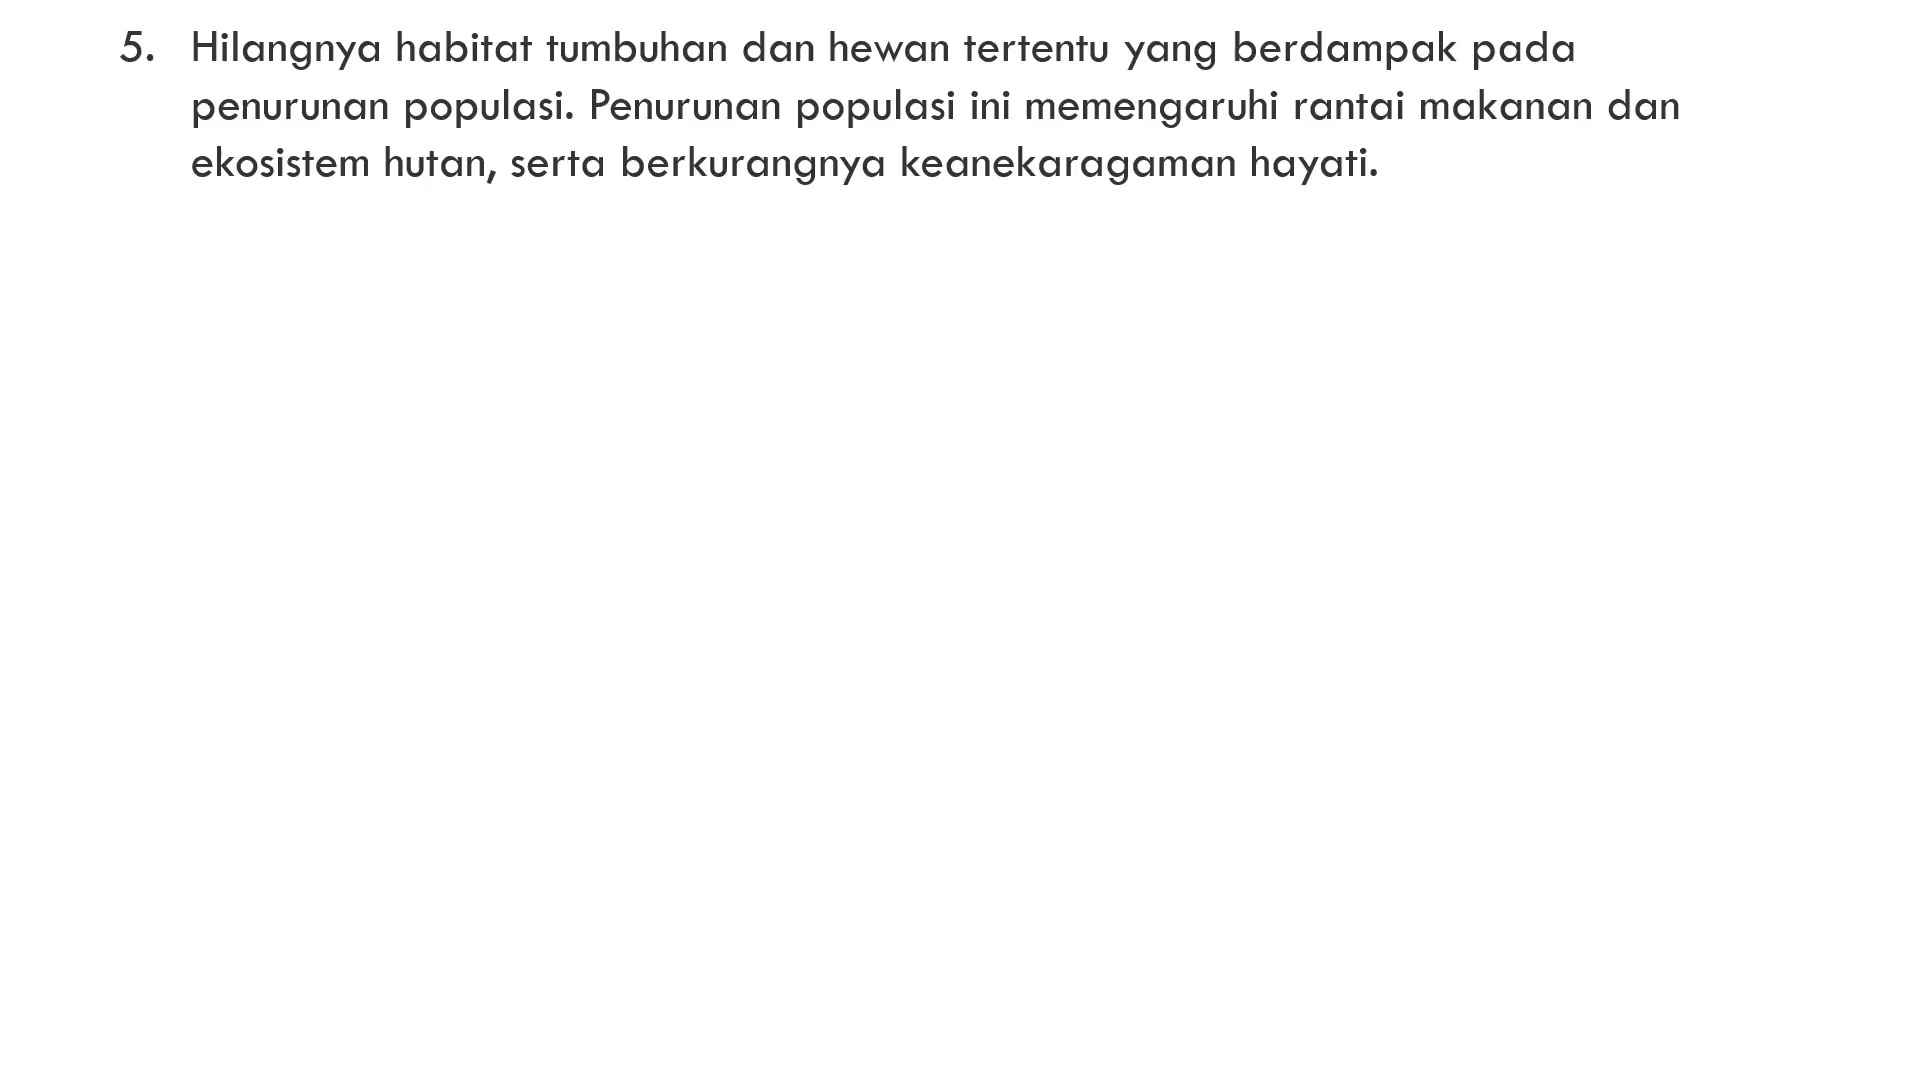 5. Hilangnya habitat tumbuhan dan hewan tertentu yang berdampak pada
penurunan populasi. Penurunan populasi ini memengaruhi rantai makanan dan
ekosistem hutan, serta berkurangnya keanekaragaman hayati.